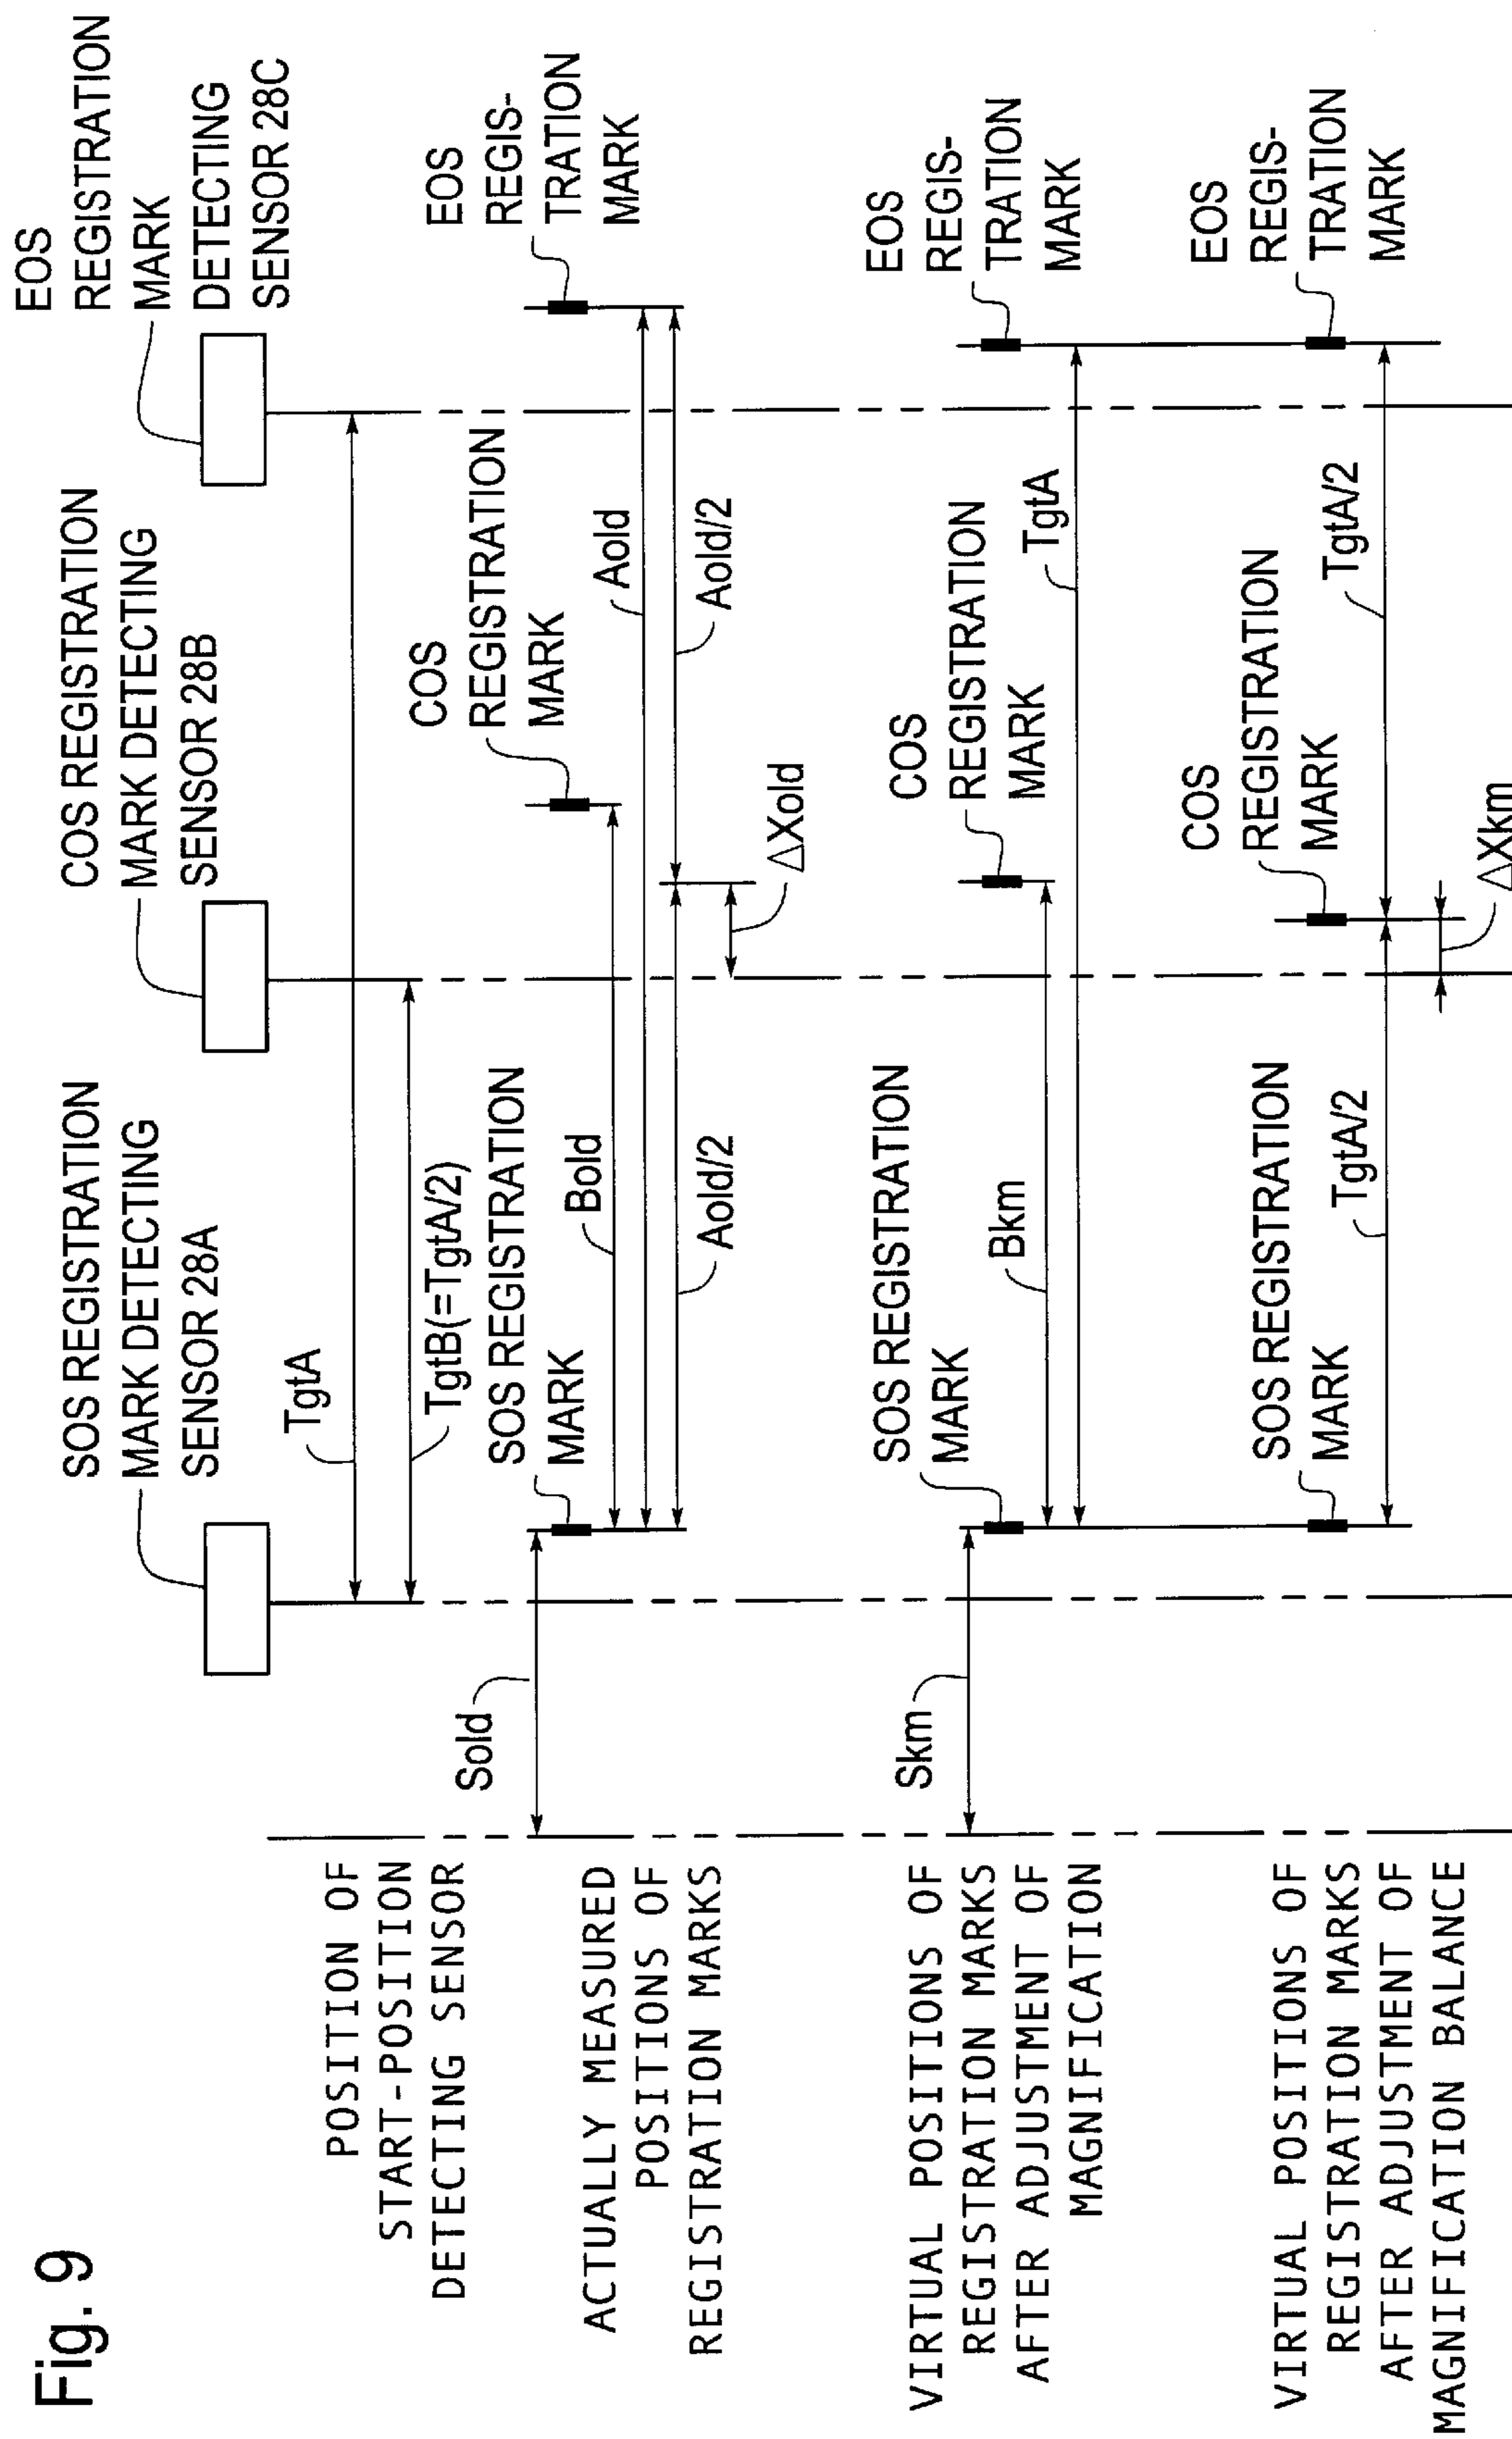 Fig. 9
SOS REGISTRATION
MARK DETECTING
SENSOR 28A
COS REGISTRATION
MARK DETECTING
SENSOR 28B
EOS
REGISTRATION
MARK
DETECTING
SENSOR 28C
POSITION OF
START-POSITION
DETECTING SENSOR
TgtA
TgtB(=TgtA/2)
ACTUALLY MEASURED
POSITIONS OF
REGISTRATION MARKS
Sold
SOS REGISTRATION
MARK
Bold
COS
REGISTRATION
MARK
Aold
EOS
REGIS-
TRATION
MARK
Aold/2
Aold/2
△Xold
VIRTUAL POSITIONS OF
REGISTRATION MARKS
AFTER ADJUSTMENT OF
MAGNIFICATION
Skm
SOS REGISTRATION
MARK
Bkm
COS
REGISTRATION
MARK
TgtA
EOS
REGIS-
TRATION
MARK
VIRTUAL POSITIONS OF
REGISTRATION MARKS
AFTER ADJUSTMENT OF
MAGNIFICATION BALANCE
SOS REGISTRATION
MARK
TgtA/2
COS
REGISTRATION
MARK
TgtA/2
EOS
REGIS-
TRATION
MARK
△Xkm